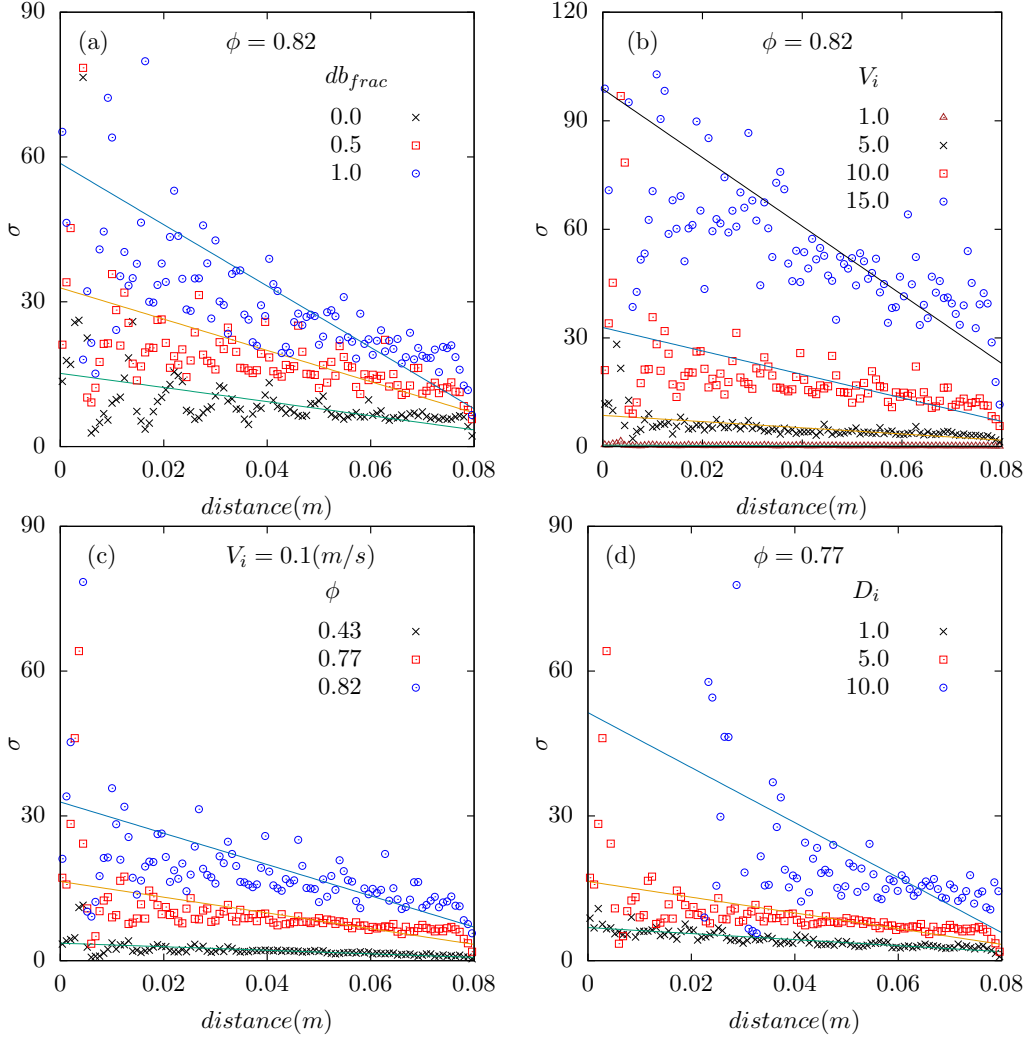 90
60
30
0
σ
(a)
ϕ = 0.82
db_{frac}
0.0
0.5
1.0
0 0.02 0.04 0.06 0.08
distance(m)
120
90
60
30
0
σ
(b)
ϕ = 0.82
V_i
1.0
5.0
10.0
15.0
0 0.02 0.04 0.06 0.08
distance(m)
90
60
30
0
σ
(c)
V_i = 0.1(m/s)
ϕ
0.43
0.77
0.82
0 0.02 0.04 0.06 0.08
distance(m)
90
60
30
0
σ
(d)
ϕ = 0.77
D_i
1.0
5.0
10.0
0 0.02 0.04 0.06 0.08
distance(m)